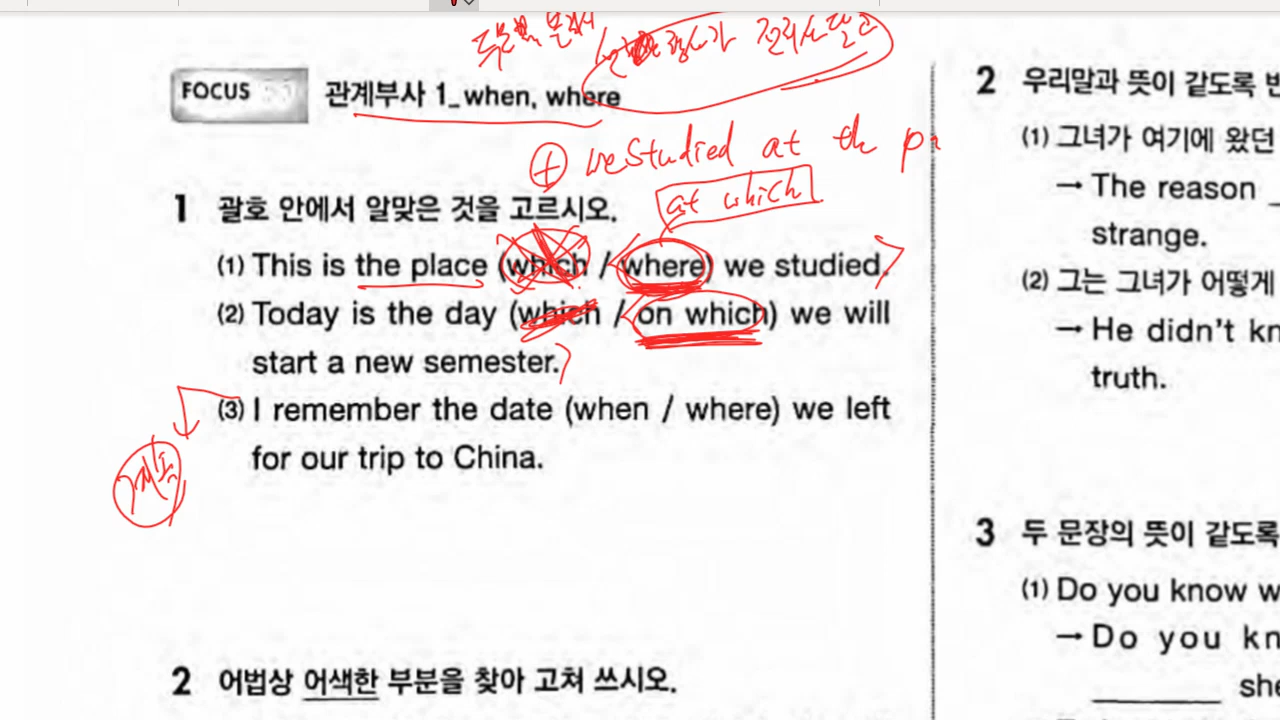 FOCUS
관계부사 1_ when, where
⊕ we studied at the
at which
1 괄호 안에서 알맞은 것을 고르시오.
(1) This is the place (which / where) we studied.
(2) Today is the day (which / on which) we will
start a new semester.
(3) I remember the date (when / where) we left
for our trip to China.
2 어법상 어색한 부분을 찾아 고쳐 쓰시오.
2 우리말과 뜻이 같도록
(1) 그녀가 여기에 왔던
→ The reason _
strange.
(2) 그는 그녀가 어떻게
→ He didn't
truth.
3 두 문장의 뜻이 같도록
(1) Do you know
→ Do you
________